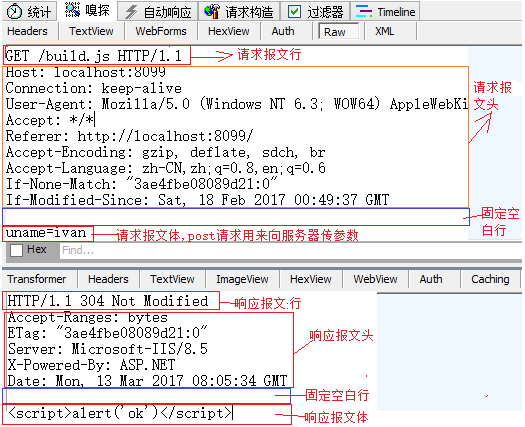 统计 嗅探 自动响应 请求构造 过滤器 Timeline
Headers TextView WebForms HexView Auth Raw XML
GET /build.js HTTP/1.1 请求报文行
Host: localhost:8099
Connection: keep-alive
User-Agent: Mozilla/5.0 (Windows NT 6.3; WOW64) AppleWebKi
Accept: */*
Referer: http://localhost:8099/
Accept-Encoding: gzip, deflate, sdch, br
Accept-Language: zh-CN,zh;q=0.8,en;q=0.6
If-None-Match: "3ae4fbe08089d21:0"
If-Modified-Since: Sat, 18 Feb 2017 00:49:37 GMT
请求报
文头
固定空
白行
uname=ivan 请求报文体,post请求用来向服务器传参数
Hex Find...
Transformer Headers TextView ImageView HexView WebView Auth Caching
HTTP/1.1 304 Not Modified 响应报文:行
Accept-Ranges: bytes
ETag: "3ae4fbe08089d21:0"
Server: Microsoft-IIS/8.5
X-Powered-By: ASP.NET
Date: Mon, 13 Mar 2017 08:05:34 GMT
响应报文头
固定空白行
<script>alert('ok')</script> 响应报文体